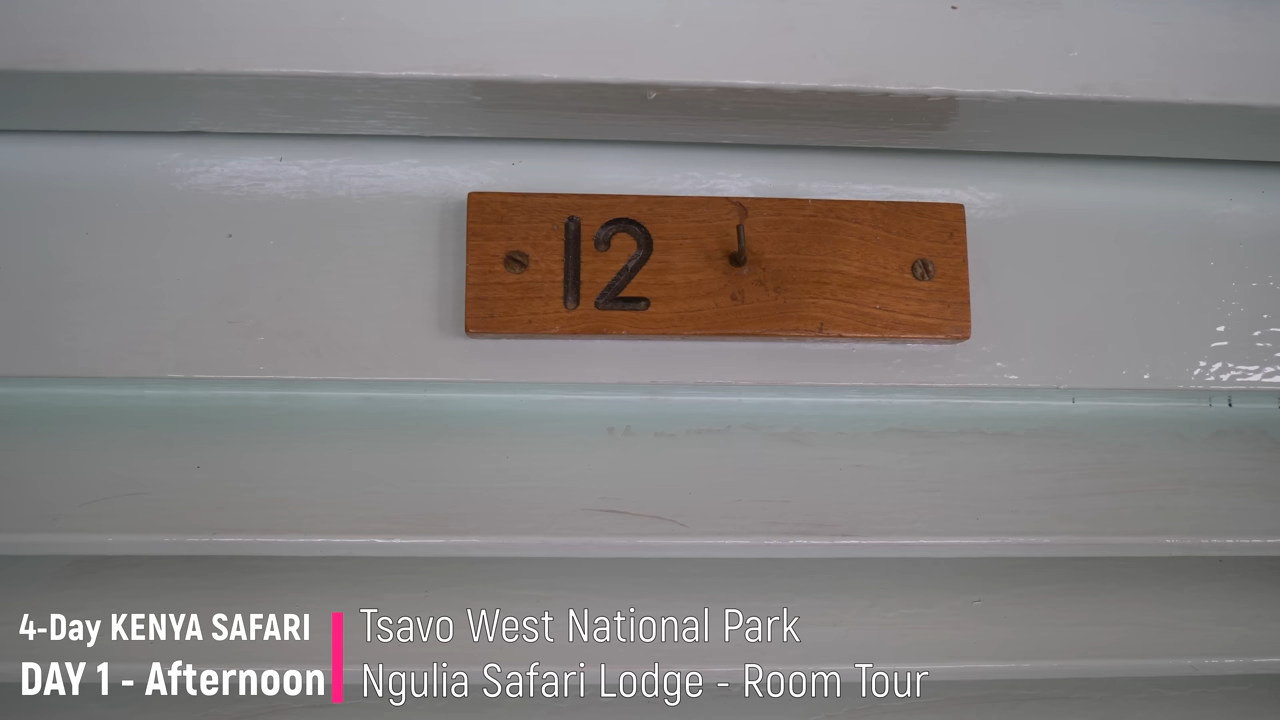 12
4-Day KENYA SAFARI
DAY 1 - Afternoon
Tsavo West National Park
Ngulia Safari Lodge - Room Tour